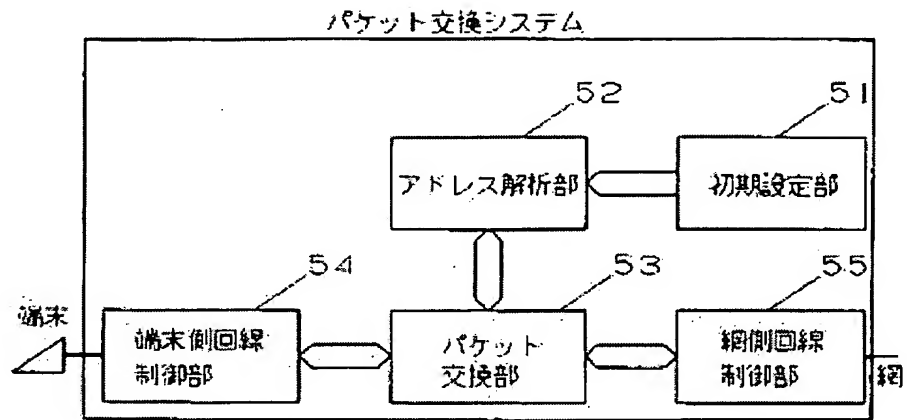 パケット交換システム
52
51
アドレス解析部
初期設定部
54
53
55
端末
端末側回線
制御部
パケット
交換部
網側回線
制御部
網